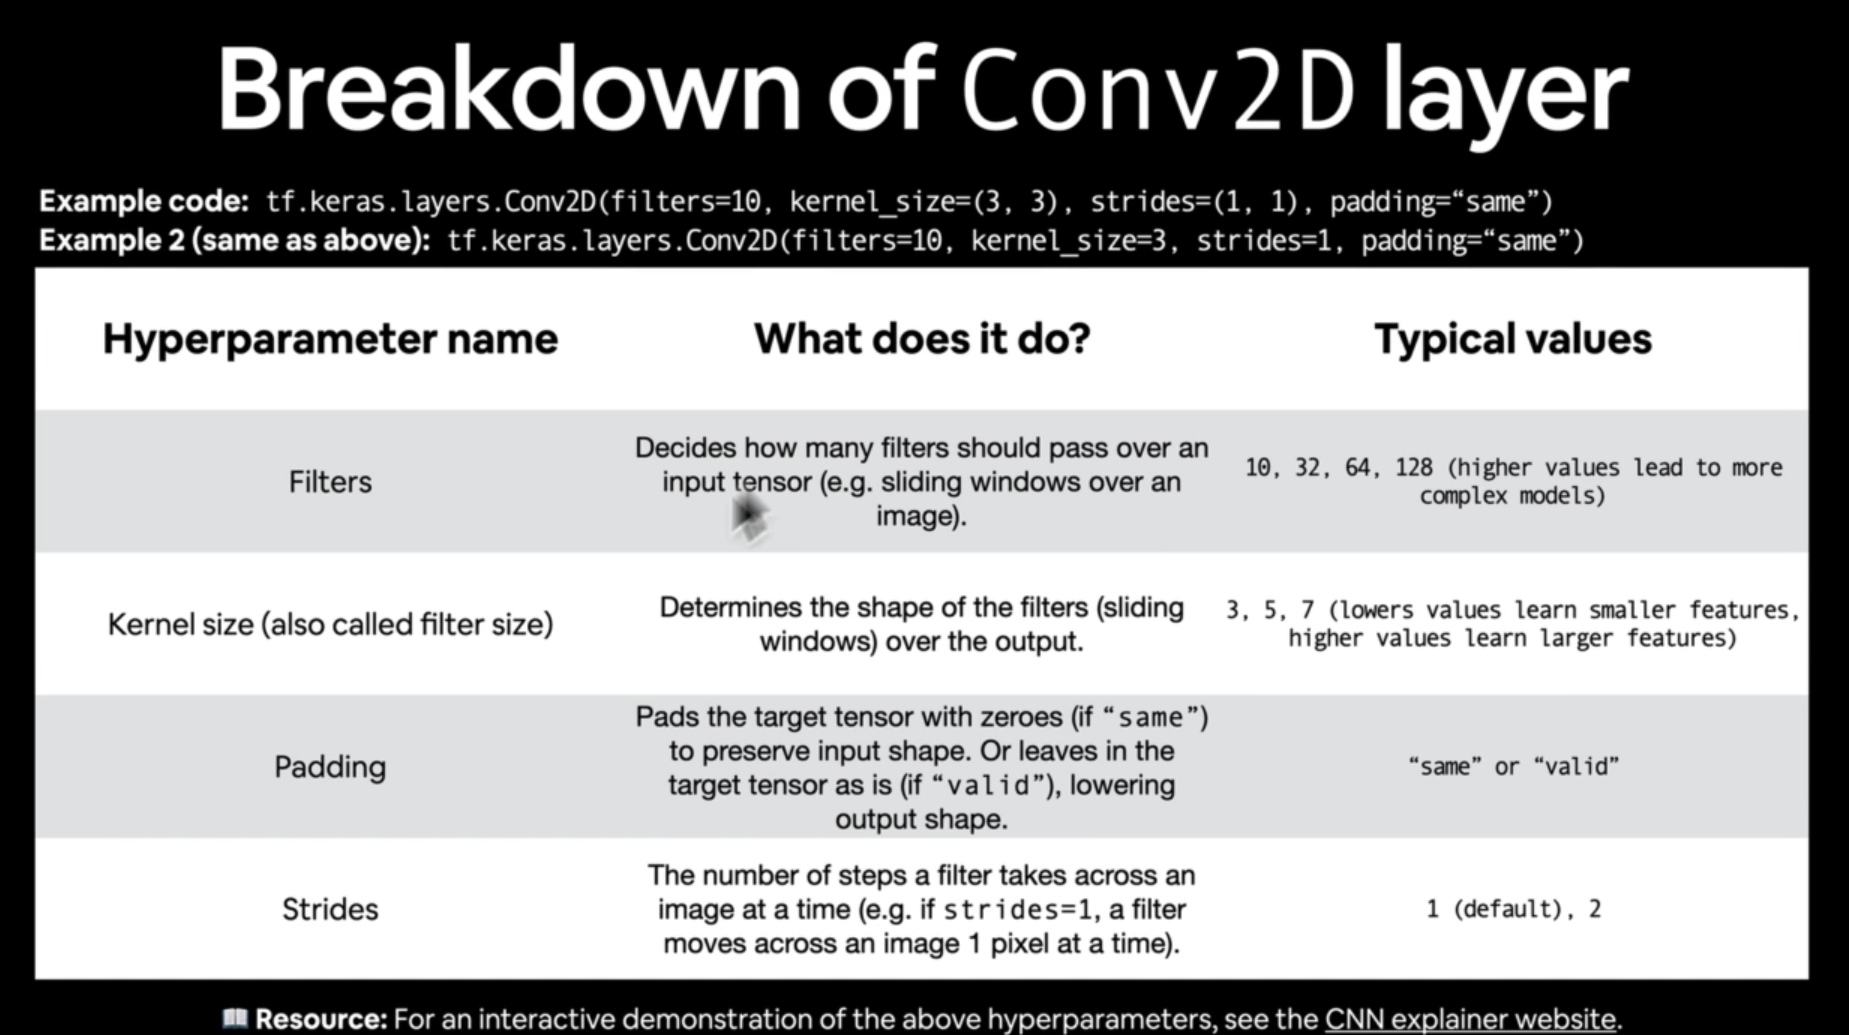 Breakdown of Conv2D layer
Example code: tf.keras.layers.Conv2D(filters=10, kernel_size=(3, 3), strides=(1, 1), padding=“same”)
Example 2 (same as above): tf.keras.layers.Conv2D(filters=10, kernel_size=3, strides=1, padding=“same”)
Hyperparameter name
What does it do?
Typical values
Filters
Decides how many filters should pass over an
input tensor (e.g. sliding windows over an
image).
10, 32, 64, 128 (higher values lead to more
complex models)
Kernel size (also called filter size)
Determines the shape of the filters (sliding
windows) over the output.
3, 5, 7 (lowers values learn smaller features,
higher values learn larger features)
Padding
Pads the target tensor with zeroes (if “same”)
to preserve input shape. Or leaves in the
target tensor as is (if “valid”), lowering
output shape.
“same” or “valid”
Strides
The number of steps a filter takes across an
image at a time (e.g. if strides=1, a filter
moves across an image 1 pixel at a time).
1 (default), 2
📖 Resource: For an interactive demonstration of the above hyperparameters, see the CNN explainer website.